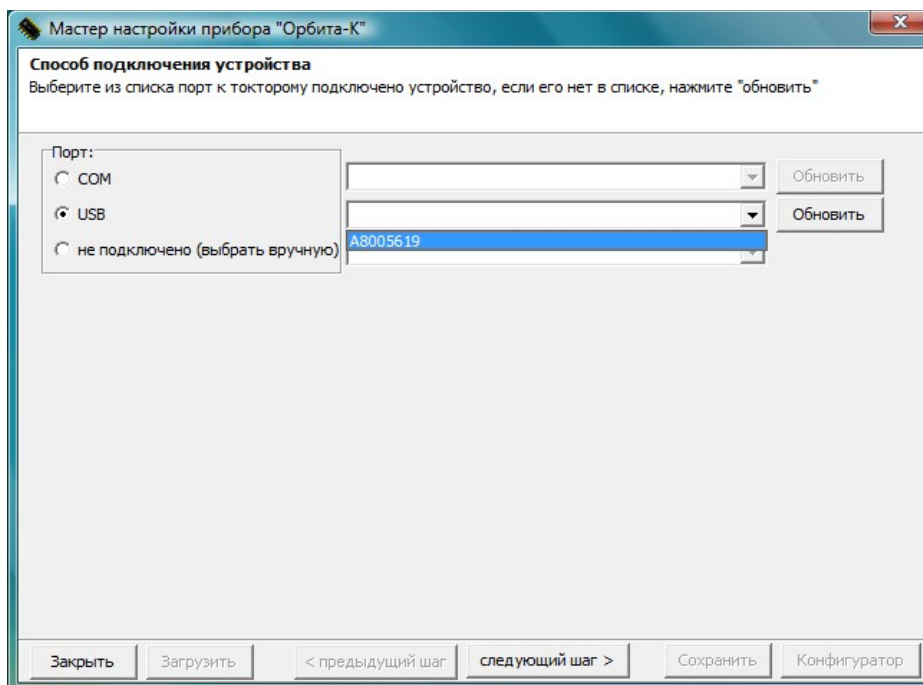 Мастер настройки прибора "Орбита-К"
Способ подключения устройства
Выберите из списка порт к токторому подключено устройство, если его нет в списке, нажмите "обновить"
Порт:
COM
Обновить
USB
Обновить
A8005619
не подключено (выбрать вручную)
Закрыть
Загрузить
< предыдущий шаг
следующий шаг >
Сохранить
Конфигуратор